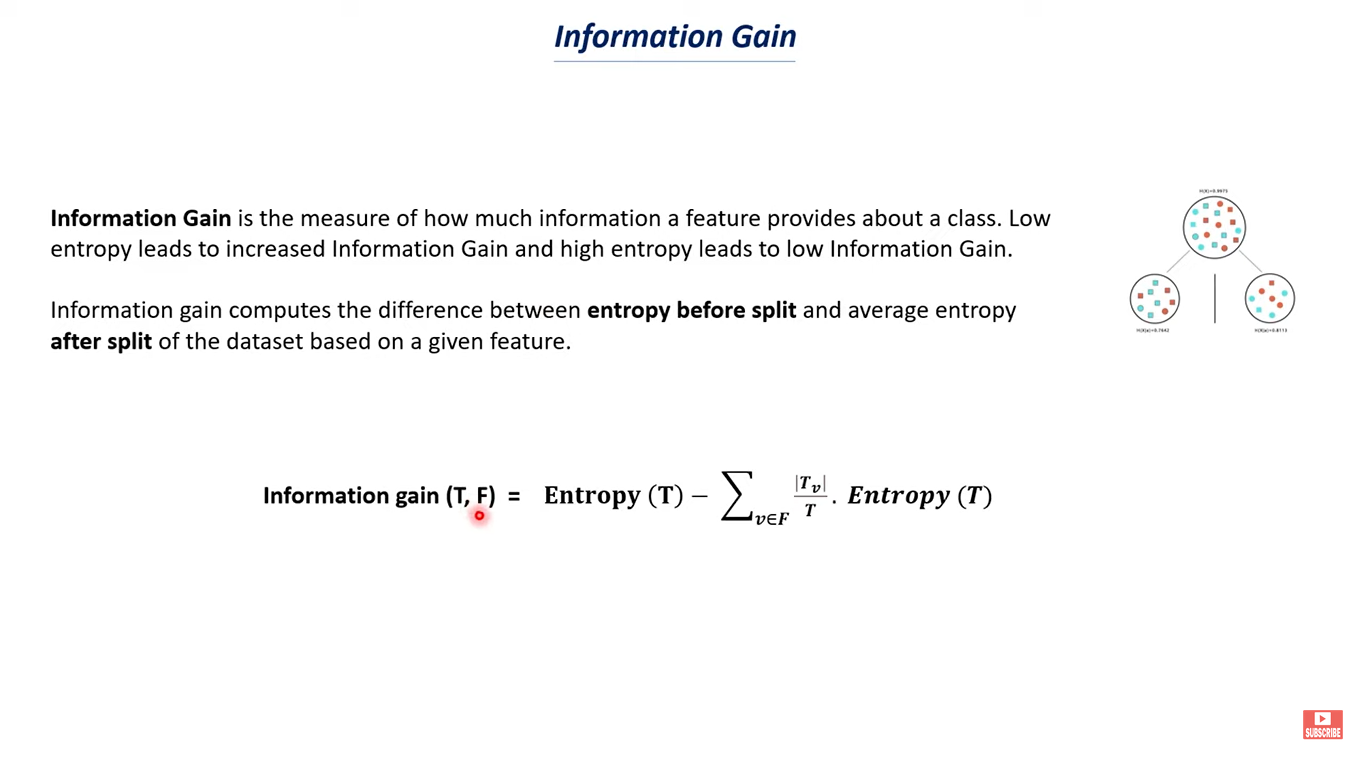 Information Gain
H(X)=0.9975
Information Gain is the measure of how much information a feature provides about a class. Low
entropy leads to increased Information Gain and high entropy leads to low Information Gain.
Information gain computes the difference between entropy before split and average entropy
after split of the dataset based on a given feature.
Information gain (T, F) = Entropy (T) − ∑ v∈F |Tv|/T . Entropy (T)
SUBSCRIBE